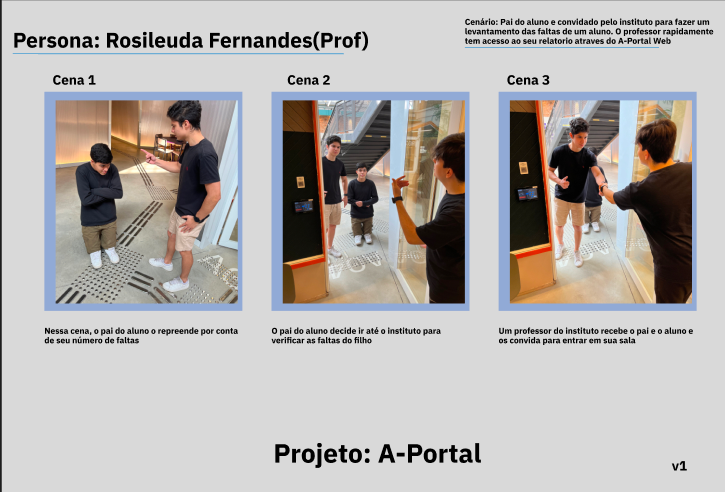 Persona: Rosileuda Fernandes(Prof)
Cenário: Pai do aluno e convidado pelo instituto para fazer um
levantamento das faltas de um aluno. O professor rapidamente
tem acesso ao seu relatorio atraves do A-Portal Web
Cena 1
Cena 2
Cena 3
Nessa cena, o pai do aluno o repreende por conta
de seu número de faltas
O pai do aluno decide ir até o instituto para
verificar as faltas do filho
Um professor do instituto recebe o pai e o aluno e
os convida para entrar em sua sala
Projeto: A-Portal
v1